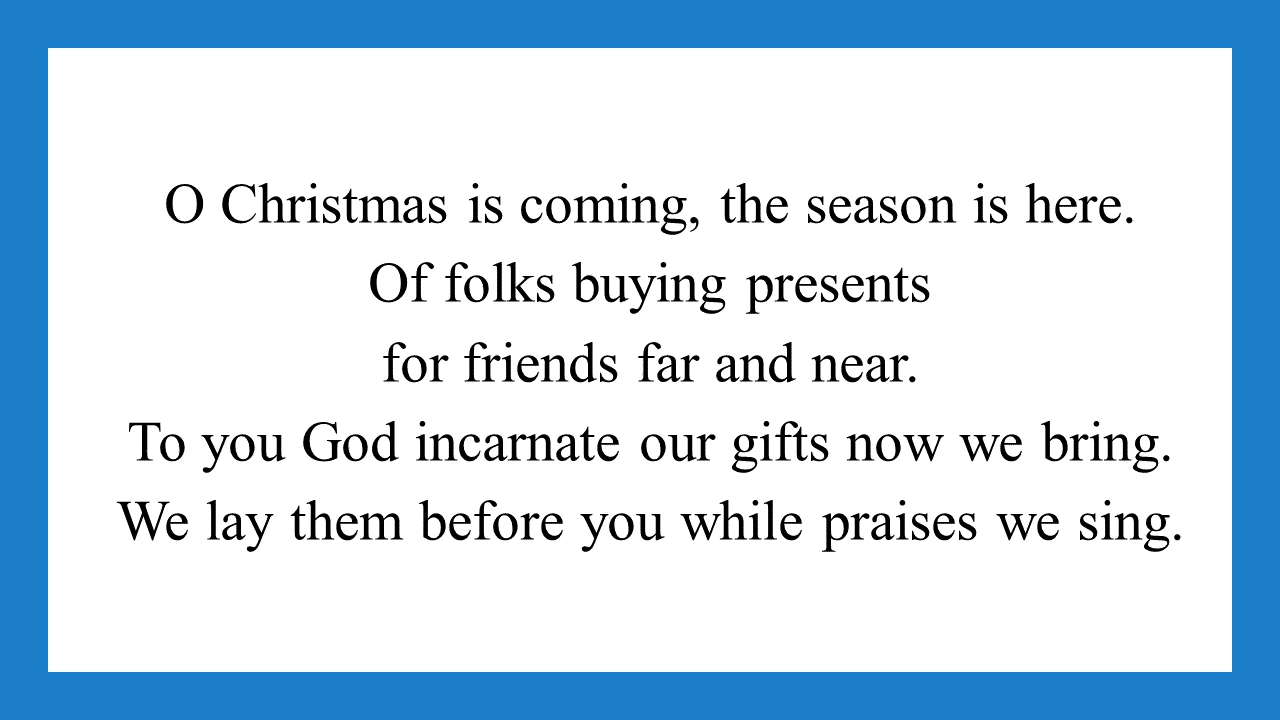 O Christmas is coming, the season is here.
Of folks buying presents
for friends far and near.
To you God incarnate our gifts now we bring.
We lay them before you while praises we sing.